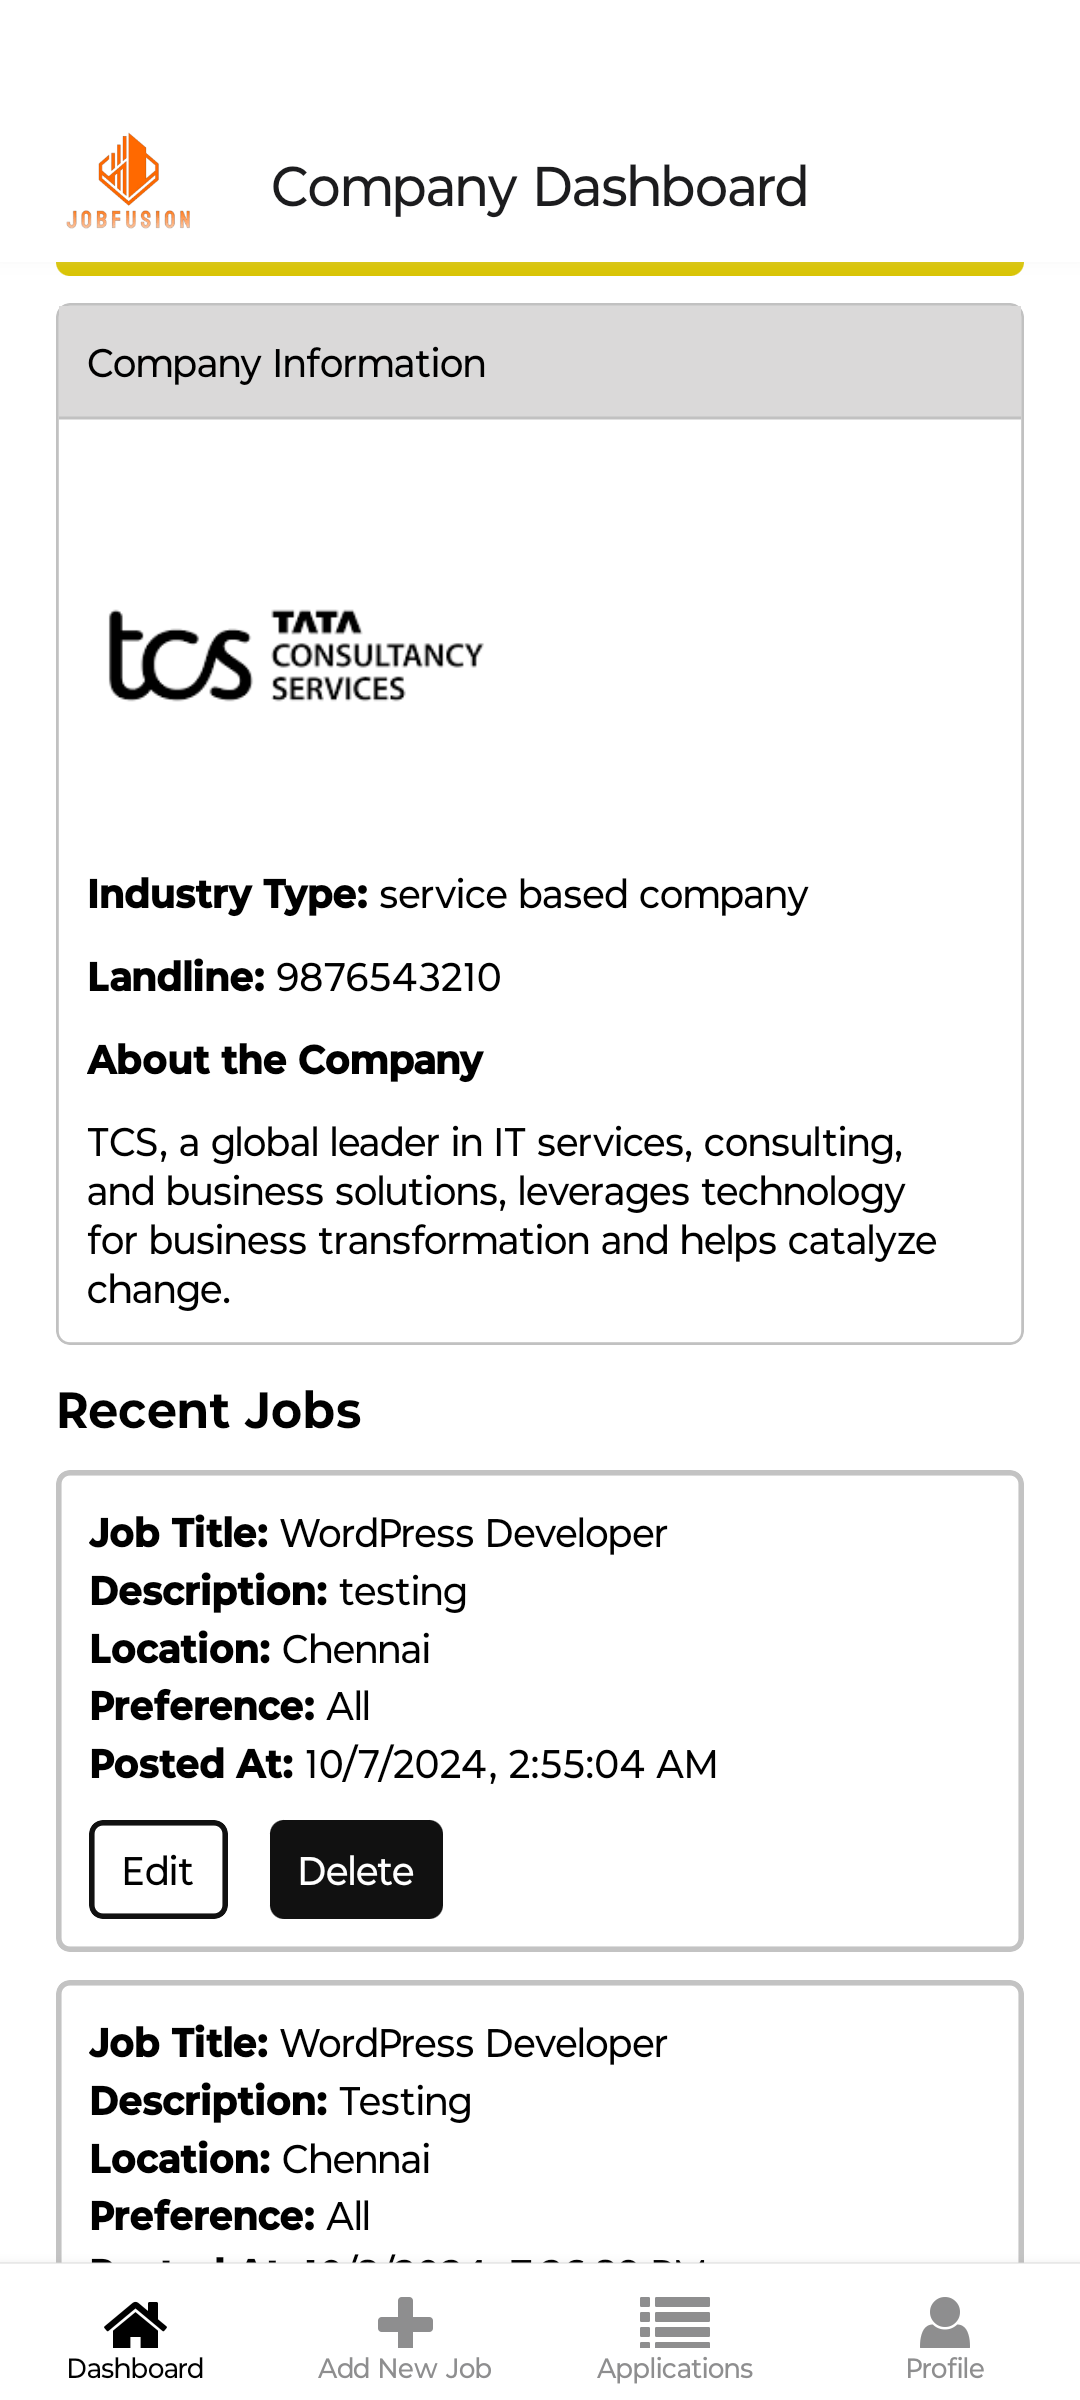 JOBFUSION
Company Dashboard
Company Information
tcs
TATA
CONSULTANCY
SERVICES
Industry Type: service based company
Landline: 9876543210
About the Company
TCS, a global leader in IT services, consulting,
and business solutions, leverages technology
for business transformation and helps catalyze
change.
Recent Jobs
Job Title: WordPress Developer
Description: testing
Location: Chennai
Preference: All
Posted At: 10/7/2024, 2:55:04 AM
Edit
Delete
Job Title: WordPress Developer
Description: Testing
Location: Chennai
Preference: All
Posted At:
Dashboard
Add New Job
Applications
Profile